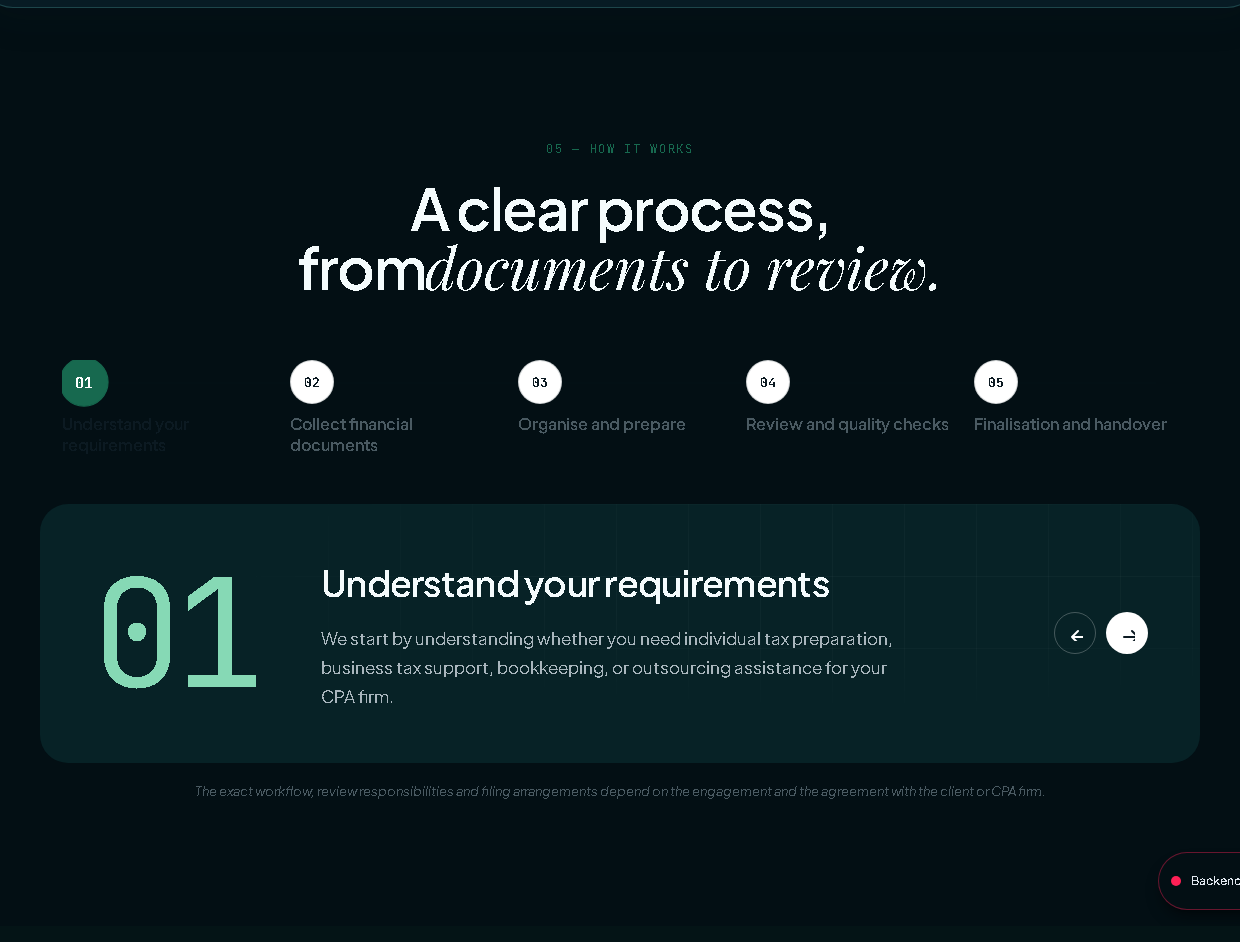 05 — HOW IT WORKS
A clear process,
from documents to review.
01
02
03
04
05
Understand your
requirements
Collect financial
documents
Organise and prepare
Review and quality checks
Finalisation and handover
01
Understand your requirements
We start by understanding whether you need individual tax preparation,
business tax support, bookkeeping, or outsourcing assistance for your
CPA firm.
The exact workflow, review responsibilities and filing arrangements depend on the engagement and the agreement with the client or CPA firm.